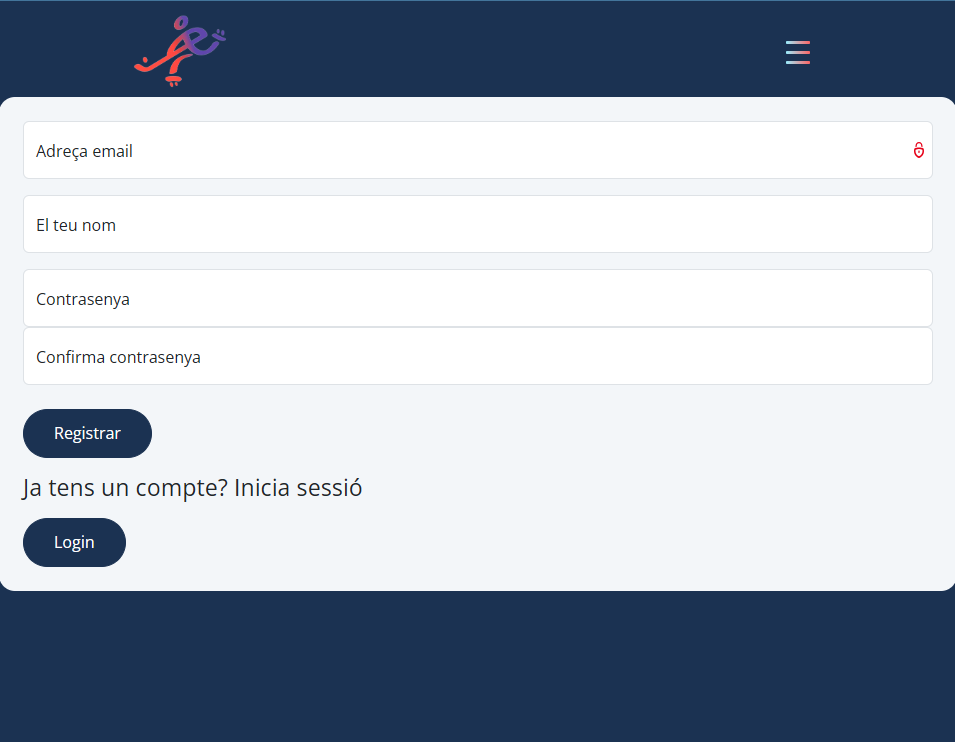 Adreça email
El teu nom
Contrasenya
Confirma contrasenya
Registrar
Ja tens un compte? Inicia sessió
Login